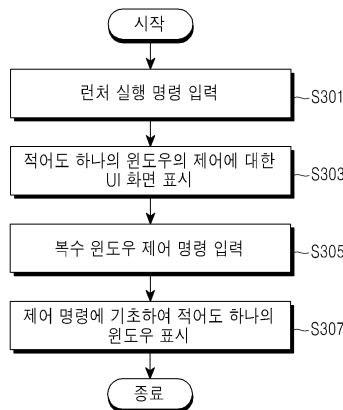 시작
런처 실행 명령 입력
S301
적어도 하나의 윈도우의 제어에 대한
UI 화면 표시
S303
복수 윈도우 제어 명령 입력
S305
제어 명령에 기초하여 적어도 하나의
윈도우 표시
S307
종료